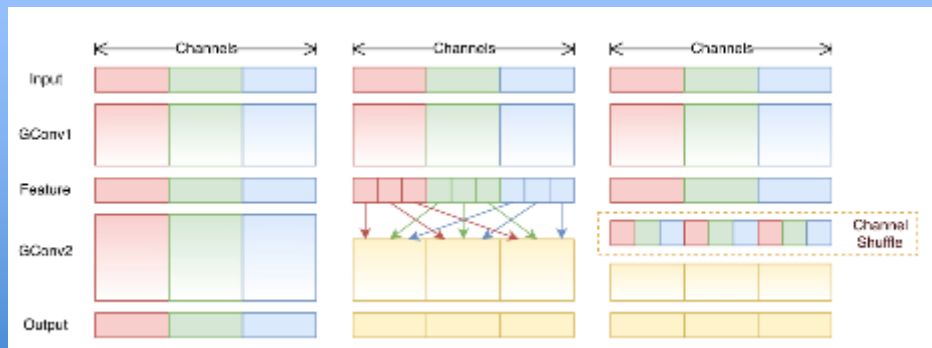 Channels
Channels
Channels
Input
GConv1
Feature
GConv2
Channel
Shuffle
Output